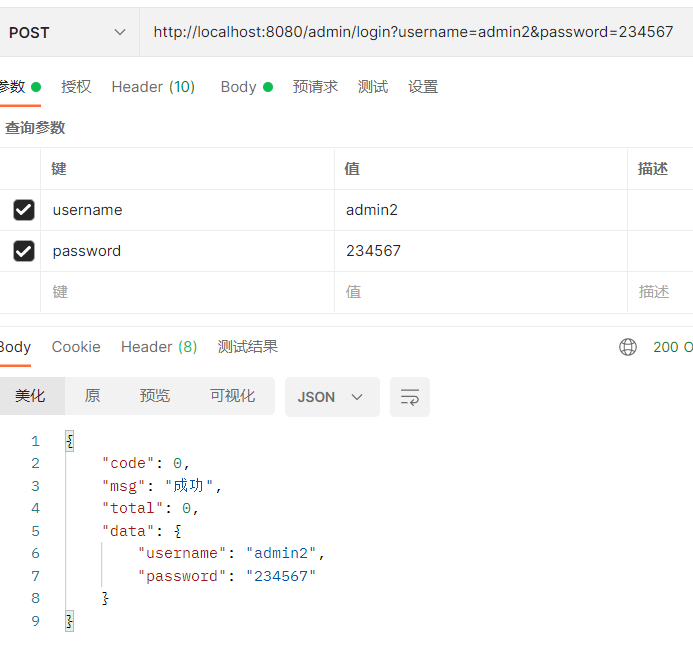 POST http://localhost:8080/admin/login?username=admin2&password=234567
参数 授权 Header (10) Body 预请求 测试 设置
查询参数
键 值 描述
username admin2
password 234567
键 值 描述
Body Cookie Header (8) 测试结果 200 O
美化 原 预览 可视化 JSON
1 {
2 "code": 0,
3 "msg": "成功",
4 "total": 0,
5 "data": {
6 "username": "admin2",
7 "password": "234567"
8 }
9 }